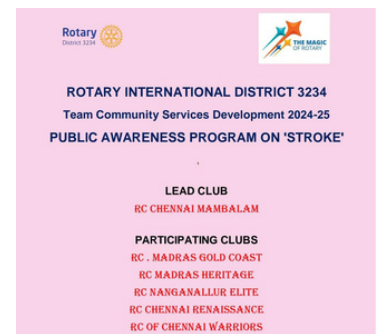 Rotary
District 3234
THE MAGIC
OF ROTARY
ROTARY INTERNATIONAL DISTRICT 3234
Team Community Services Development 2024-25
PUBLIC AWARENESS PROGRAM ON 'STROKE'
LEAD CLUB
RC CHENNAI MAMBALAM
PARTICIPATING CLUBS
RC . MADRAS GOLD COAST
RC MADRAS HERITAGE
RC NANGANALLUR ELITE
RC CHENNAI RENAISSANCE
RC OF CHENNAI WARRIORS